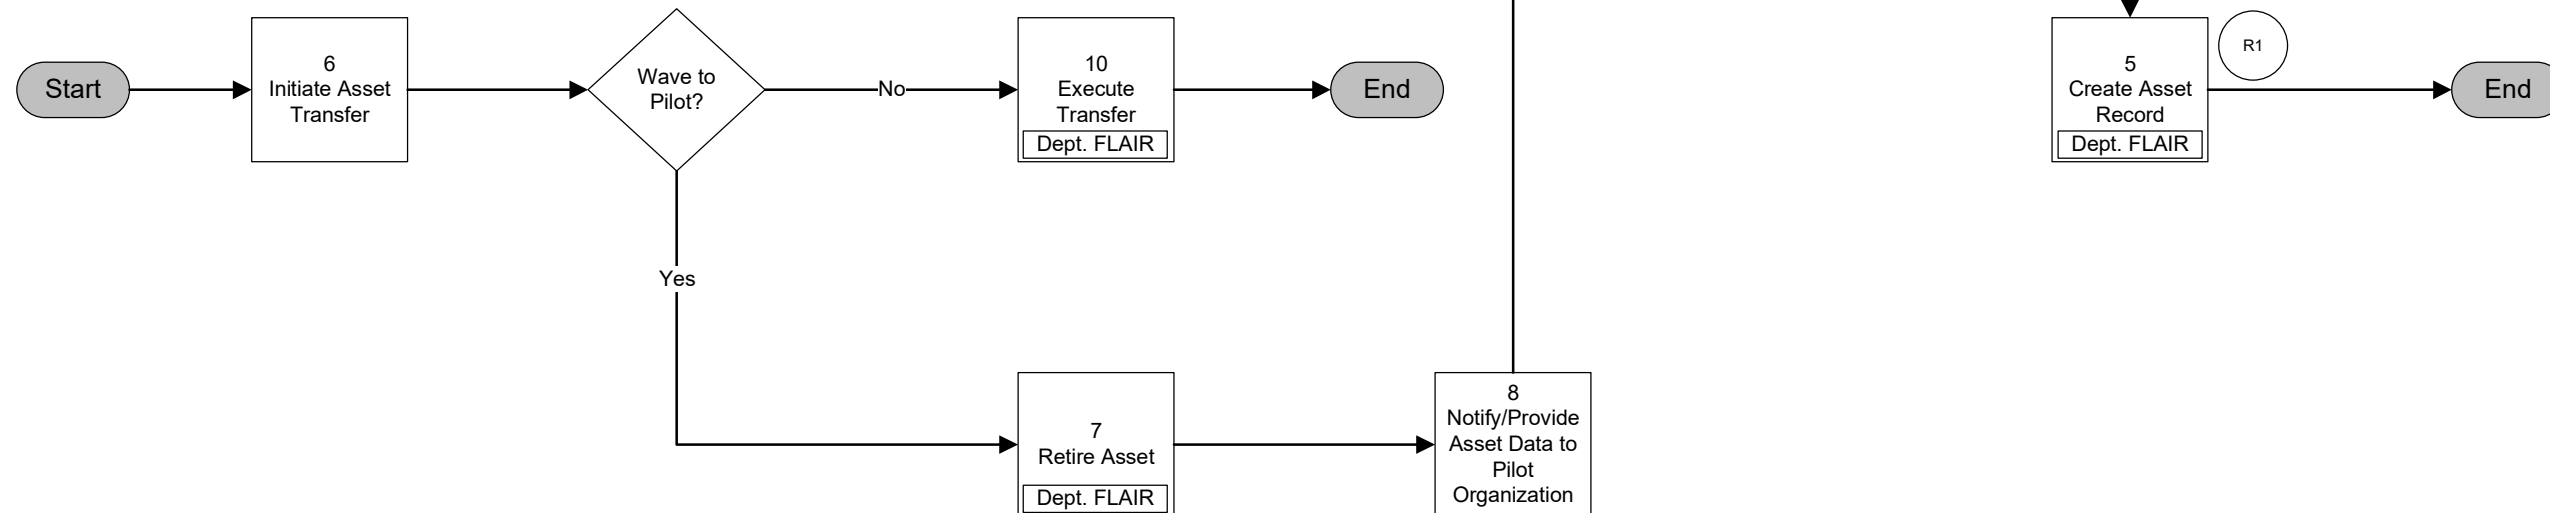 Start
6
Initiate Asset
Transfer
Wave to
Pilot?
No
10
Execute
Transfer
Dept. FLAIR
End
5
Create Asset
Record
Dept. FLAIR
R1
End
Yes
7
Retire Asset
Dept. FLAIR
8
Notify/Provide
Asset Data to
Pilot
Organization